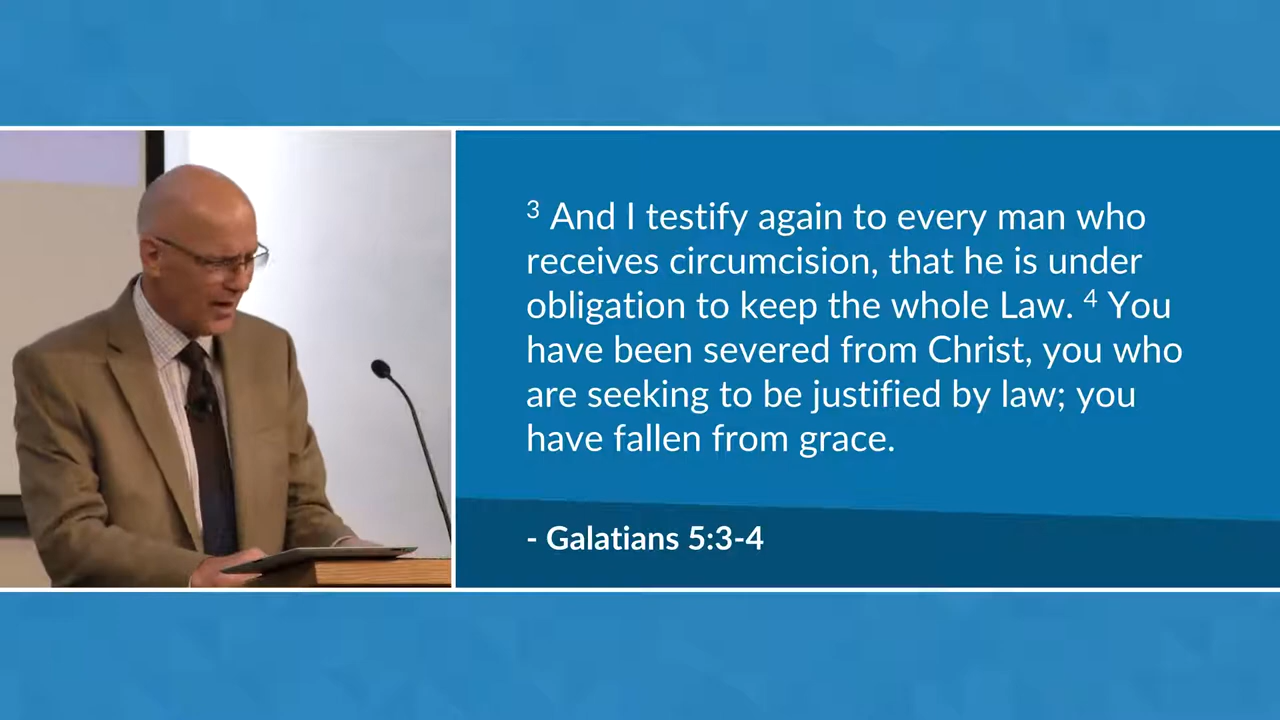 ³ And I testify again to every man who
receives circumcision, that he is under
obligation to keep the whole Law. ⁴ You
have been severed from Christ, you who
are seeking to be justified by law; you
have fallen from grace.
- Galatians 5:3-4